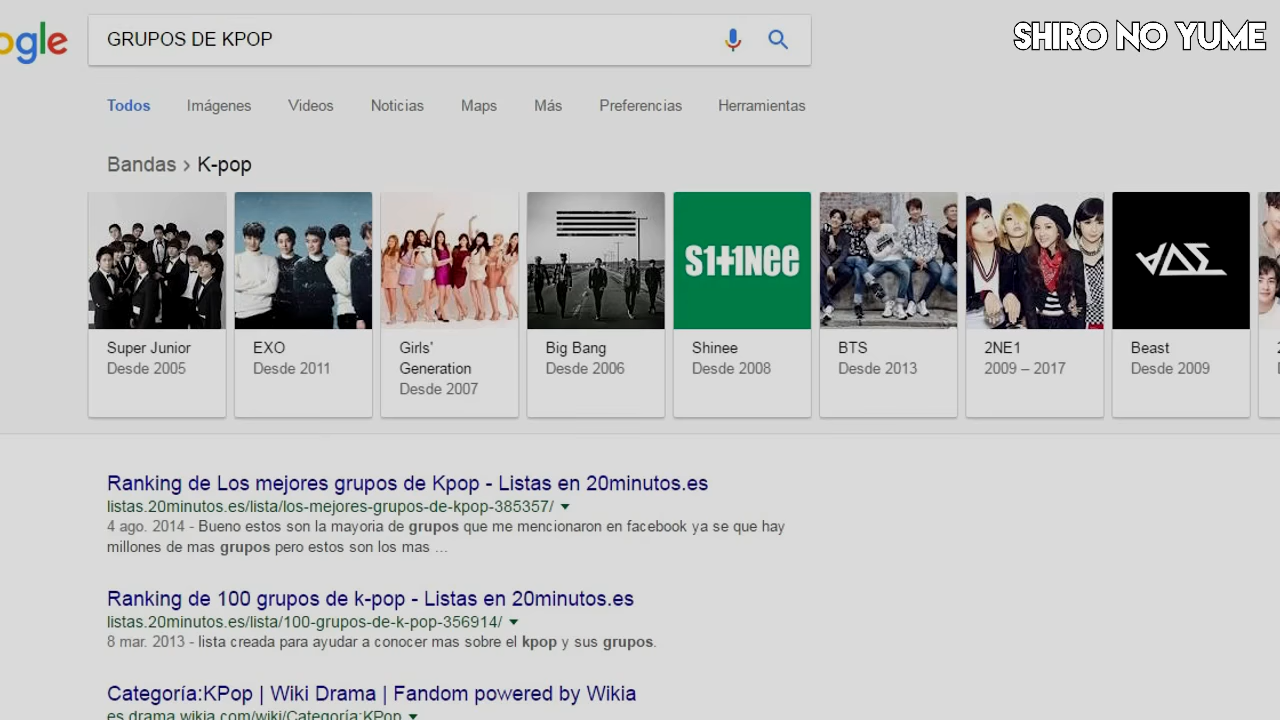 ogle
GRUPOS DE KPOP
SHIRO NO YUME
Todos Imágenes Videos Noticias Maps Más Preferencias Herramientas
Bandas › K-pop
S1+1Nee
Super Junior
Desde 2005
EXO
Desde 2011
Girls'
Generation
Desde 2007
Big Bang
Desde 2006
Shinee
Desde 2008
BTS
Desde 2013
2NE1
2009 – 2017
Beast
Desde 2009
Ranking de Los mejores grupos de Kpop - Listas en 20minutos.es
listas.20minutos.es/lista/los-mejores-grupos-de-kpop-385357/
4 ago. 2014 - Bueno estos son la mayoria de grupos que me mencionaron en facebook ya se que hay
millones de mas grupos pero estos son los mas ...
Ranking de 100 grupos de k-pop - Listas en 20minutos.es
listas.20minutos.es/lista/100-grupos-de-k-pop-356914/
8 mar. 2013 - lista creada para ayudar a conocer mas sobre el kpop y sus grupos.
Categoría:KPop | Wiki Drama | Fandom powered by Wikia
es.drama.wikia.com/wiki/Categoría:KPop